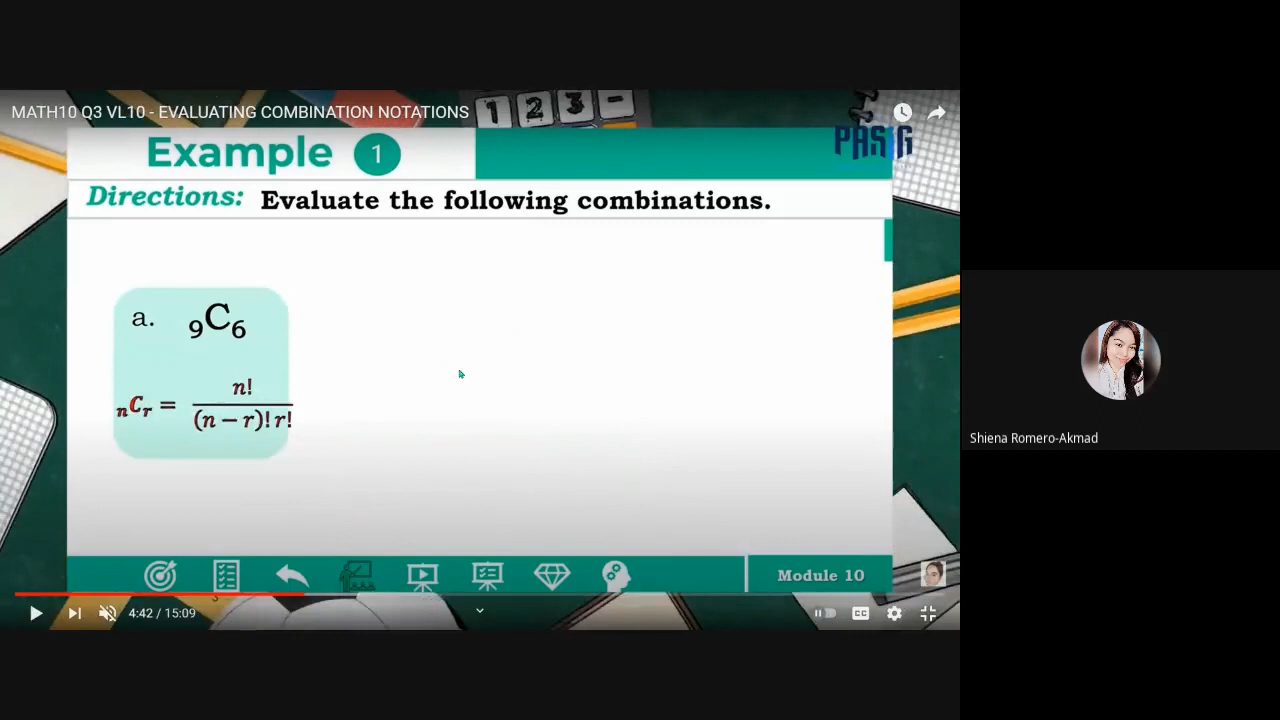 MATH10 Q3 VL10 - EVALUATING COMBINATION NOTATIONS
1 2 3 -
PASIG
Example 1
Directions: Evaluate the following combinations.
a. ₉C₆
ₙCᵣ = n! / (n − r)! r!
Shiena Romero-Akmad
Module 10
4:42 / 15:09
CC